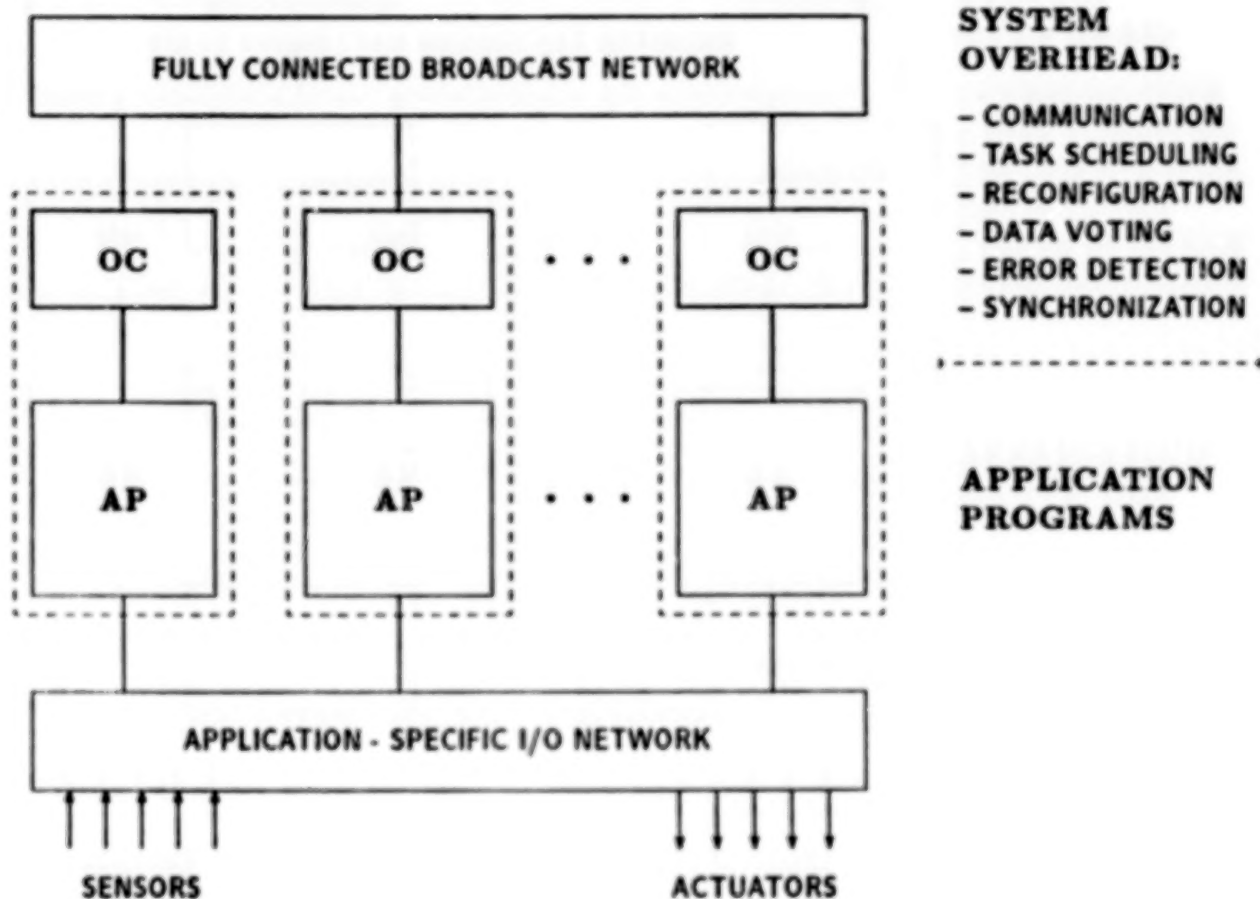 FULLY CONNECTED BROADCAST NETWORK
SYSTEM
OVERHEAD:
– COMMUNICATION
– TASK SCHEDULING
– RECONFIGURATION
– DATA VOTING
– ERROR DETECTION
– SYNCHRONIZATION
OC
OC
. . .
OC
AP
AP
. . .
AP
APPLICATION
PROGRAMS
APPLICATION - SPECIFIC I/O NETWORK
SENSORS
ACTUATORS